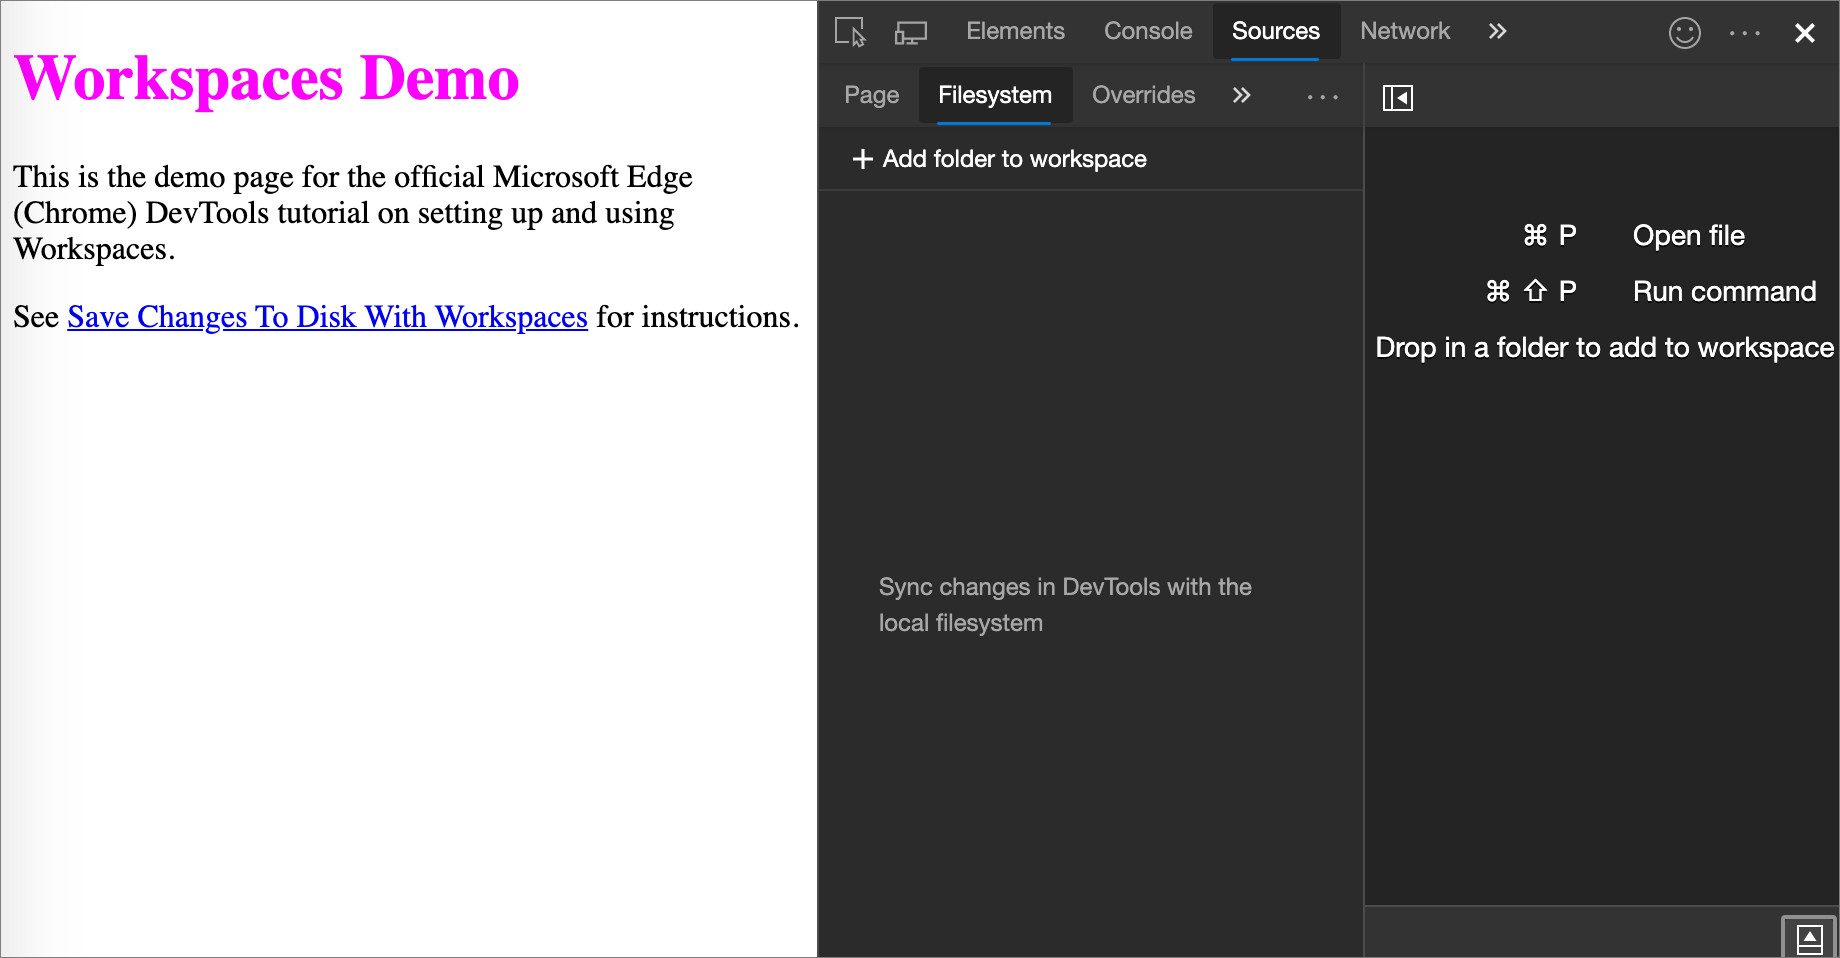 Workspaces Demo
This is the demo page for the official Microsoft Edge
(Chrome) DevTools tutorial on setting up and using
Workspaces.
See Save Changes To Disk With Workspaces for instructions.
Elements Console Sources Network »
Page Filesystem Overrides »
+ Add folder to workspace
Sync changes in DevTools with the
local filesystem
⌘ P Open file
⌘ ⇧ P Run command
Drop in a folder to add to workspace